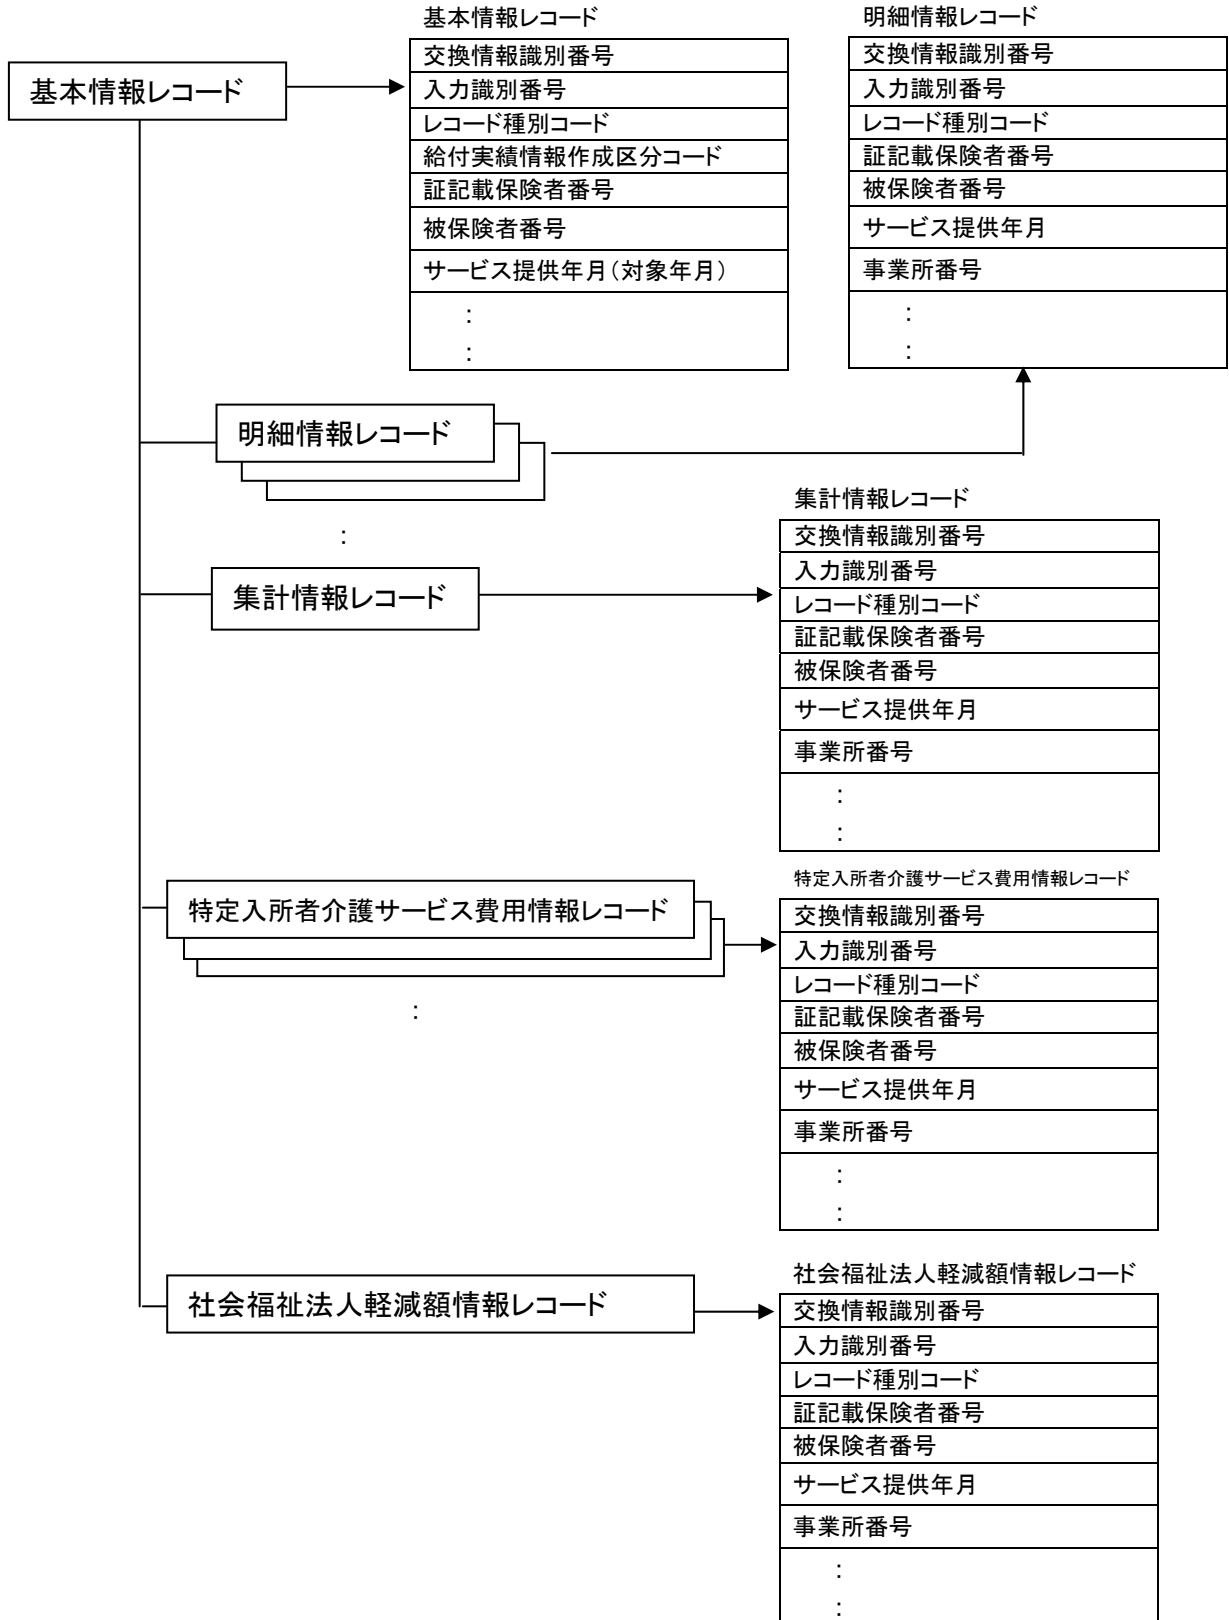 基本情報レコード
基本情報レコード
交換情報識別番号
入力識別番号
レコード種別コード
給付実績情報作成区分コード
証記載保険者番号
被保険者番号
サービス提供年月(対象年月)
:
:
明細情報レコード
交換情報識別番号
入力識別番号
レコード種別コード
証記載保険者番号
被保険者番号
サービス提供年月
事業所番号
:
:
明細情報レコード
:
集計情報レコード
集計情報レコード
交換情報識別番号
入力識別番号
レコード種別コード
証記載保険者番号
被保険者番号
サービス提供年月
事業所番号
:
:
特定入所者介護サービス費用情報レコード
:
特定入所者介護サービス費用情報レコード
交換情報識別番号
入力識別番号
レコード種別コード
証記載保険者番号
被保険者番号
サービス提供年月
事業所番号
:
:
社会福祉法人軽減額情報レコード
社会福祉法人軽減額情報レコード
交換情報識別番号
入力識別番号
レコード種別コード
証記載保険者番号
被保険者番号
サービス提供年月
事業所番号
:
: